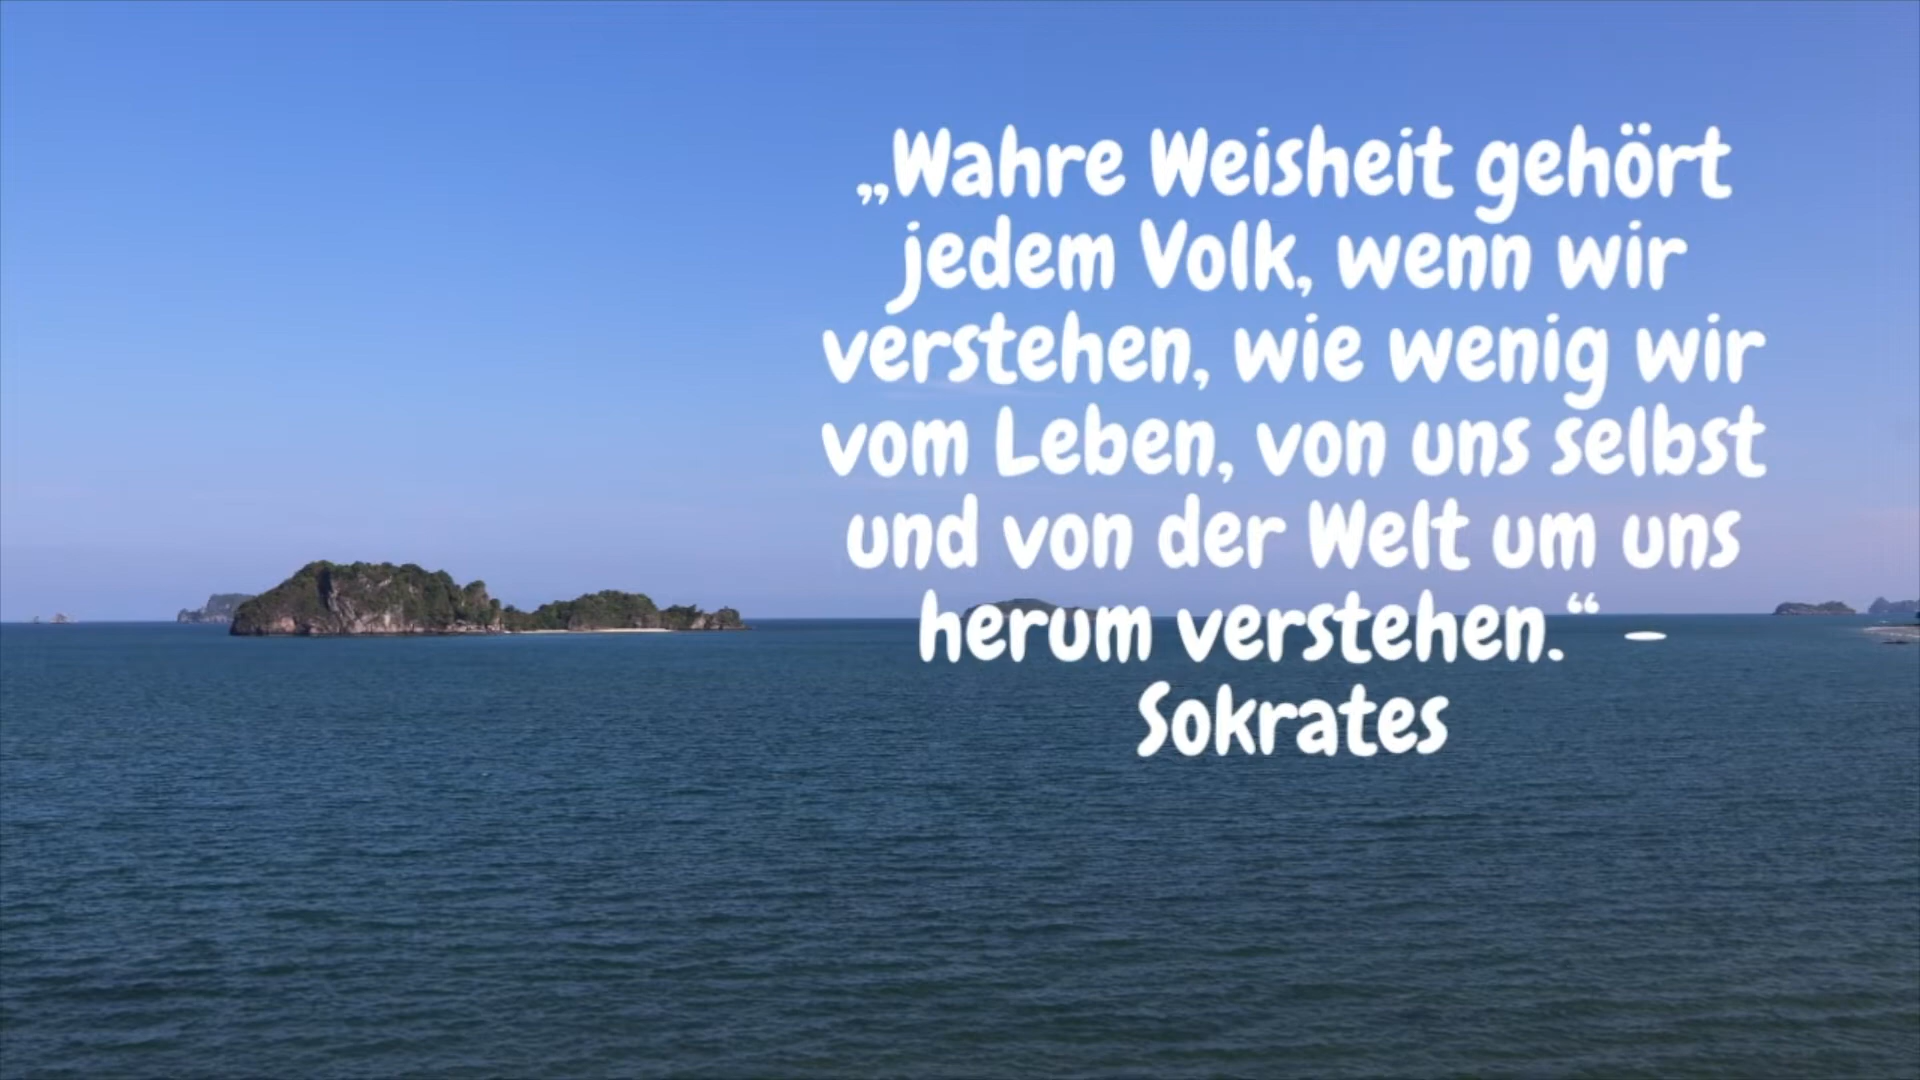 „Wahre Weisheit gehört
jedem Volk, wenn wir
verstehen, wie wenig wir
vom Leben, von uns selbst
und von der Welt um uns
herum verstehen.“ –
Sokrates